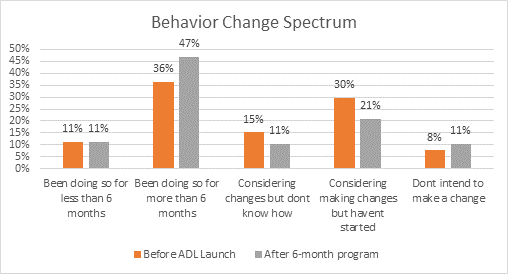 Behavior Change Spectrum
50%
45%
40%
35%
30%
25%
20%
15%
10%
5%
0%
11%
11%
36%
47%
15%
11%
30%
21%
8%
11%
Been doing so for
less than 6
months
Been doing so for
more than 6
months
Considering
changes but dont
know how
Considering
making changes
but havent
started
Dont intend to
make a change
Before ADL Launch
After 6-month program